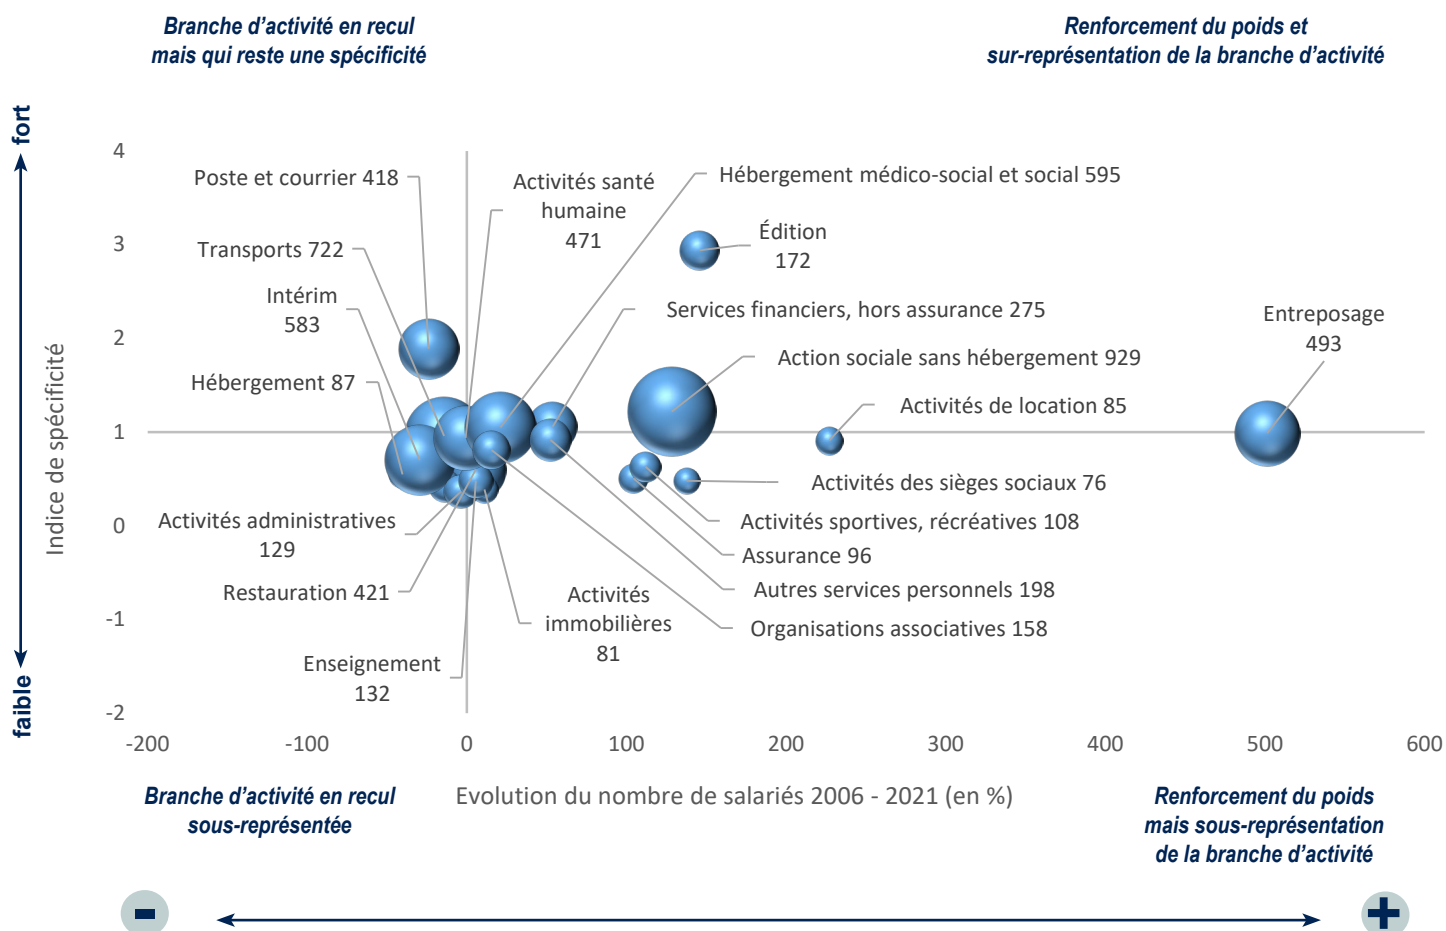 Branche d’activité en recul
mais qui reste une spécificité
Renforcement du poids et
sur-représentation de la branche d’activité
fort
faible
Indice de spécificité
4
3
2
1
0
-1
-2
Poste et courrier 418
Transports 722
Intérim
583
Hébergement 87
Activités santé
humaine
471
Hébergement médico-social et social 595
Édition
172
Services financiers, hors assurance 275
Action sociale sans hébergement 929
Entreposage
493
Activités de location 85
Activités des sièges sociaux 76
Activités sportives, récréatives 108
Assurance 96
Autres services personnels 198
Organisations associatives 158
Activités administratives
129
Restauration 421
Activités
immobilières
81
Enseignement
132
-200
-100
0
100
200
300
400
500
600
Evolution du nombre de salariés 2006 - 2021 (en %)
Branche d’activité en recul
sous-représentée
Renforcement du poids
mais sous-représentation
de la branche d’activité
-
+